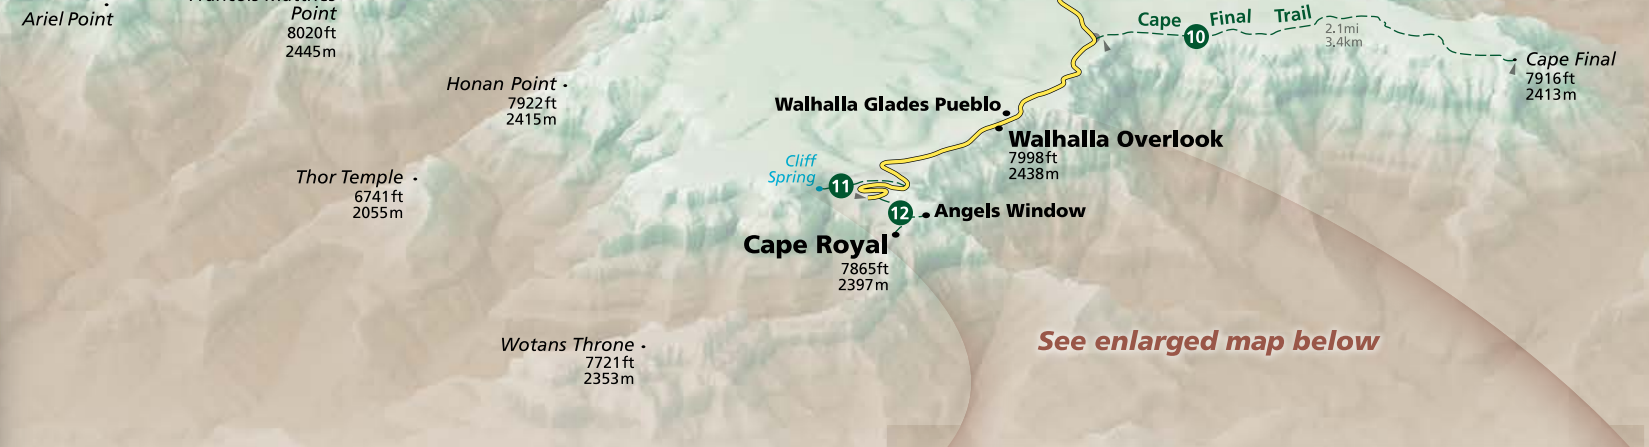 Ariel Point
Point
8020ft
2445m
Cape Final Trail
10
2.1mi
3.4km
Cape Final
7916ft
2413m
Honan Point
7922ft
2415m
Walhalla Glades Pueblo
Walhalla Overlook
7998ft
2438m
Cliff
Spring
11
Thor Temple
6741ft
2055m
12
Angels Window
Cape Royal
7865ft
2397m
See enlarged map below
Wotans Throne
7721ft
2353m